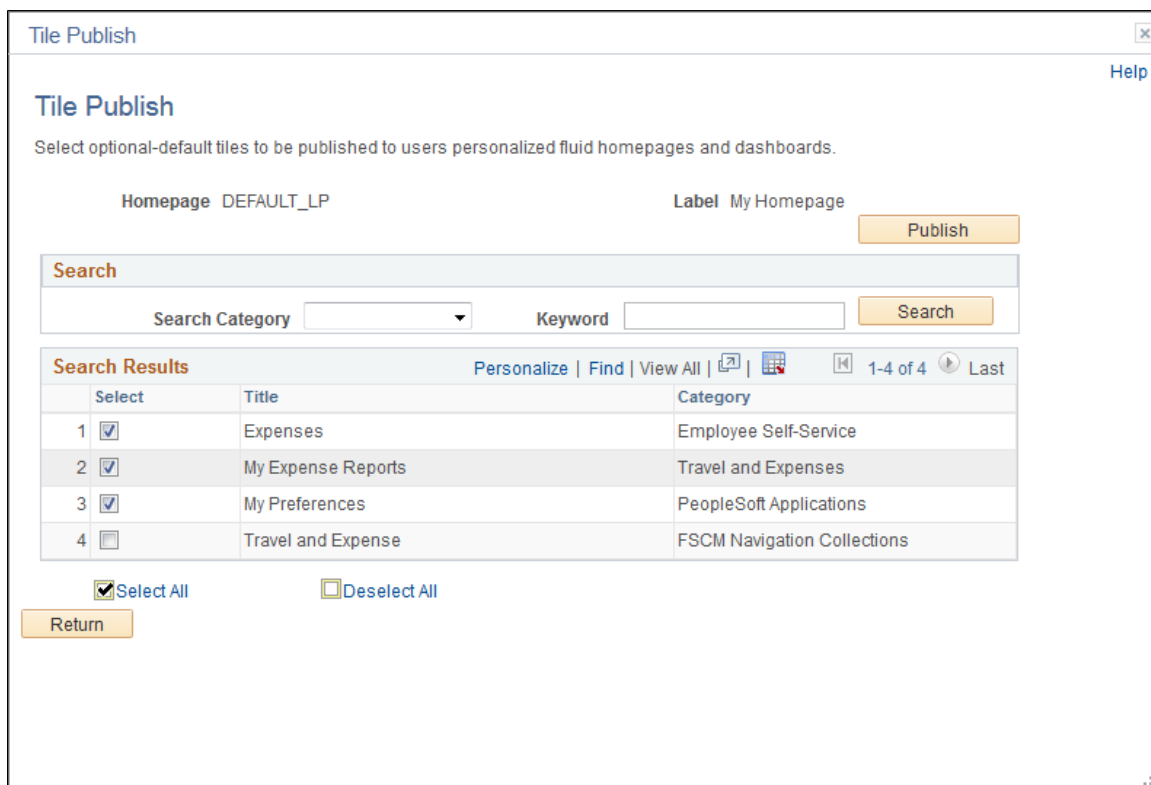 Tile Publish
Help
Tile Publish
Select optional-default tiles to be published to users personalized fluid homepages and dashboards.
Homepage DEFAULT_LP Label My Homepage
Publish
Search
Search Category Keyword Search
Search Results Personalize | Find | View All | | 1-4 of 4 Last
Select Title Category
1 Expenses Employee Self-Service
2 My Expense Reports Travel and Expenses
3 My Preferences PeopleSoft Applications
4 Travel and Expense FSCM Navigation Collections
Select All Deselect All
Return